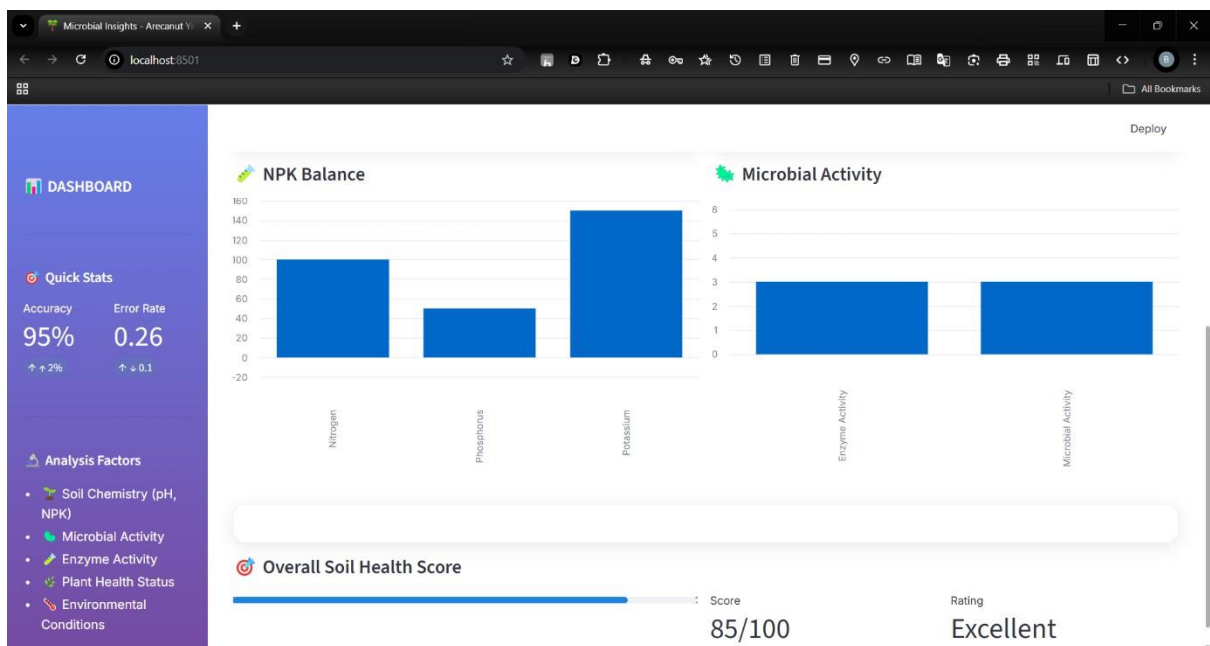 Microbial Insights - Arecanut Yi
localhost:8501
All Bookmarks
Deploy
DASHBOARD
Quick Stats
Accuracy
Error Rate
95%
0.26
↑ ↑ 2%
↑ ↓ 0.1
Analysis Factors
• Soil Chemistry (pH,
NPK)
• Microbial Activity
• Enzyme Activity
• Plant Health Status
• Environmental
Conditions
NPK Balance
160
140
120
100
80
60
40
20
0
-20
Nitrogen
Phosphorus
Potassium
Microbial Activity
6
5
4
3
2
1
0
Enzyme Activity
Microbial Activity
Overall Soil Health Score
Score
85/100
Rating
Excellent
B